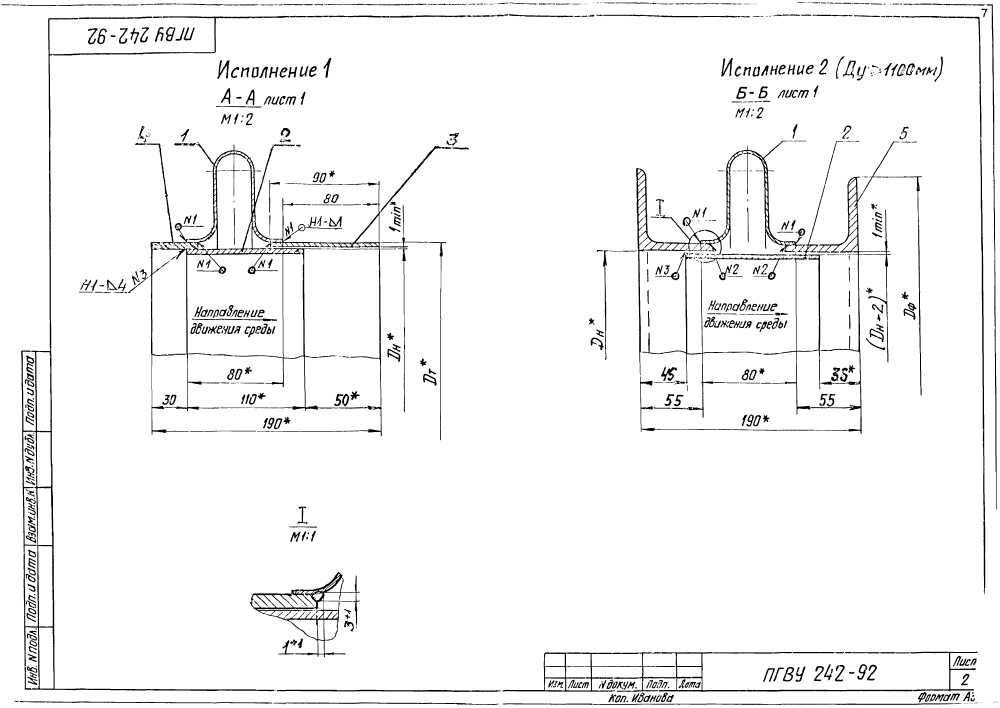 7
ПГВУ 242-92
Исполнение 1
А-А лист 1
М1:2
4 1 2 3
90*
80
1min*
N1
N1
Н1-Δ4
N1
N1
Н1-Δ4 N3
Направление
движения среды
Dн*
Dт*
80*
30
110*
50*
190*
Исполнение 2 (Ду>1100мм)
Б-Б лист 1
М1:2
1 2 5
I
N1
N1
1min*
N3
N2
N2
Направление
движения среды
Dн*
(Dн-2)*
Dф*
45
80*
35*
55
55
190*
I
М1:1
3+1
1+1
Подп. и дата
Инв. N дубл.
Взам. инв. N
Подп. и дата
Инв. N подл.
Изм. Лист N докум. Подп. Дата
ПГВУ 242-92
Лист
2
Коп. Иванова
Формат А3